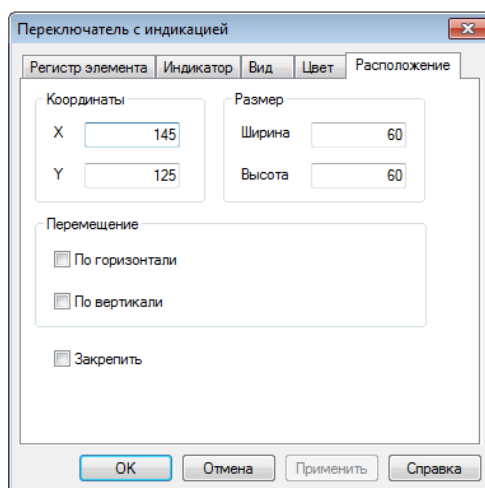 Переключатель с индикацией
Регистр элемента Индикатор Вид Цвет Расположение
Координаты Размер
X 145 Ширина 60
Y 125 Высота 60
Перемещение
По горизонтали
По вертикали
Закрепить
OK Отмена Применить Справка